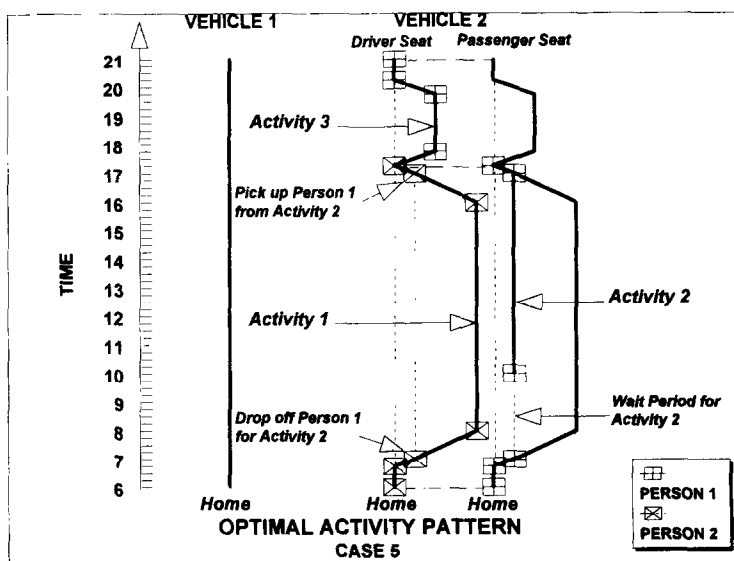 VEHICLE 1
VEHICLE 2
Driver Seat
Passenger Seat
21
20
19
18
17
16
15
14
13
12
11
10
9
8
7
6
TIME
Activity 3
Pick up Person 1
from Activity 2
Activity 1
Activity 2
Drop off Person 1
for Activity 2
Wait Period for
Activity 2
Home
Home
Home
OPTIMAL ACTIVITY PATTERN
CASE 5
PERSON 1
PERSON 2